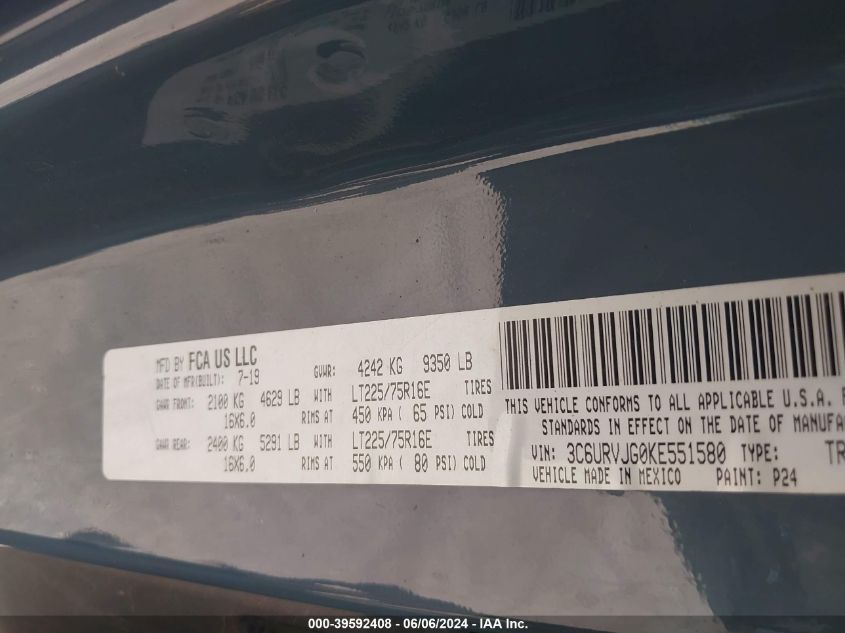 MFD BY FCA US LLC
DATE OF MFR(BUILT): 7-19
GVWR: 4242 KG 9350 LB
GAWR FRONT: 2100 KG 4629 LB WITH LT225/75R16E TIRES
16X6.0 RIMS AT 450 KPA ( 65 PSI) COLD
GAWR REAR: 2400 KG 5291 LB WITH LT225/75R16E TIRES
16X6.0 RIMS AT 550 KPA ( 80 PSI) COLD
THIS VEHICLE CONFORMS TO ALL APPLICABLE U.S.A.
STANDARDS IN EFFECT ON THE DATE OF MANUFA
VIN: 3C6URVJG0KE551580 TYPE: TR
VEHICLE MADE IN MEXICO PAINT: P24
000-39592408 - 06/06/2024 - IAA Inc.